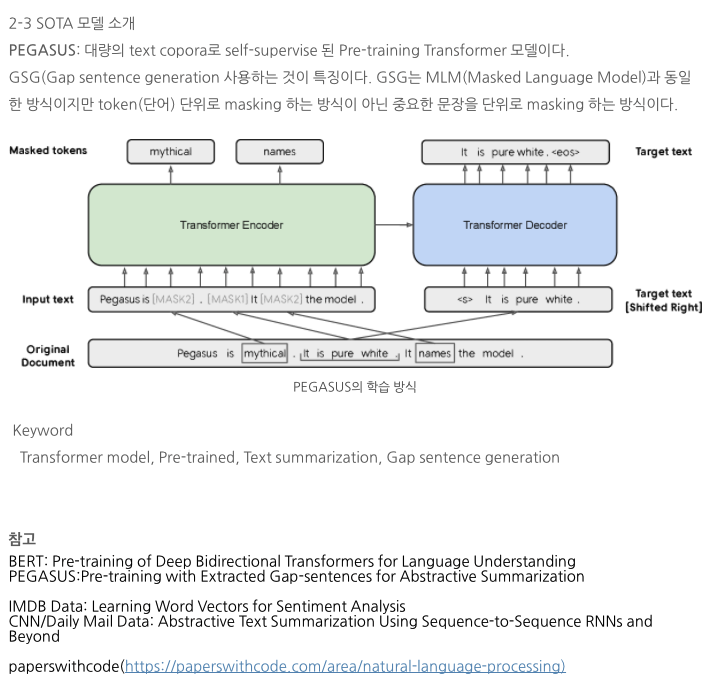 2-3 SOTA 모델 소개
PEGASUS: 대량의 text copora로 self-supervise 된 Pre-training Transformer 모델이다.
GSG(Gap sentence generation 사용하는 것이 특징이다. GSG는 MLM(Masked Language Model)과 동일
한 방식이지만 token(단어) 단위로 masking 하는 방식이 아닌 중요한 문장을 단위로 masking 하는 방식이다.
Masked tokens
mythical
names
It is pure white . <eos>
Target text
Transformer Encoder
Transformer Decoder
Input text
Pegasus is [MASK2] . [MASK1] It [MASK2] the model .
<s> It is pure white .
Target text
[Shifted Right]
Original
Document
Pegasus is mythical . It is pure white . It names the model .
PEGASUS의 학습 방식
Keyword
Transformer model, Pre-trained, Text summarization, Gap sentence generation
참고
BERT: Pre-training of Deep Bidirectional Transformers for Language Understanding
PEGASUS:Pre-training with Extracted Gap-sentences for Abstractive Summarization
IMDB Data: Learning Word Vectors for Sentiment Analysis
CNN/Daily Mail Data: Abstractive Text Summarization Using Sequence-to-Sequence RNNs and
Beyond
paperswithcode(https://paperswithcode.com/area/natural-language-processing)